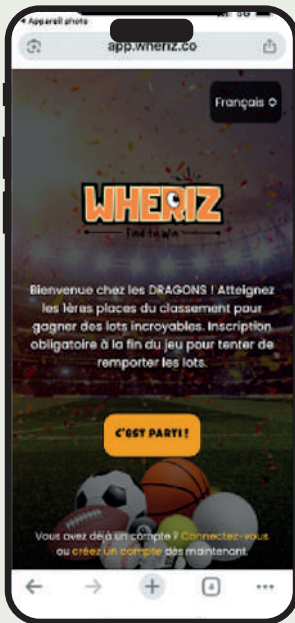 Appareil photo
5G
app.wheriz.co
Français
WHERIZ
Find to win
Bienvenue chez les DRAGONS ! Atteignez
les 1ères places du classement pour
gagner des lots incroyables. Inscription
obligatoire à la fin du jeu pour tenter de
remporter les lots.
C'EST PARTI !
Vous avez déjà un compte ? Connectez-vous
ou créez un compte dès maintenant.
4